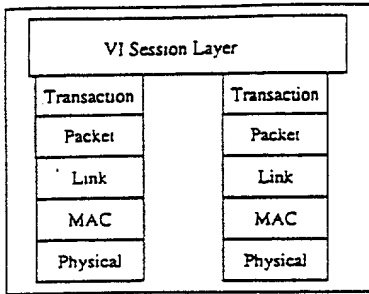 VI Session Layer
Transaction Transaction
Packet Packet
Link Link
MAC MAC
Physical Physical